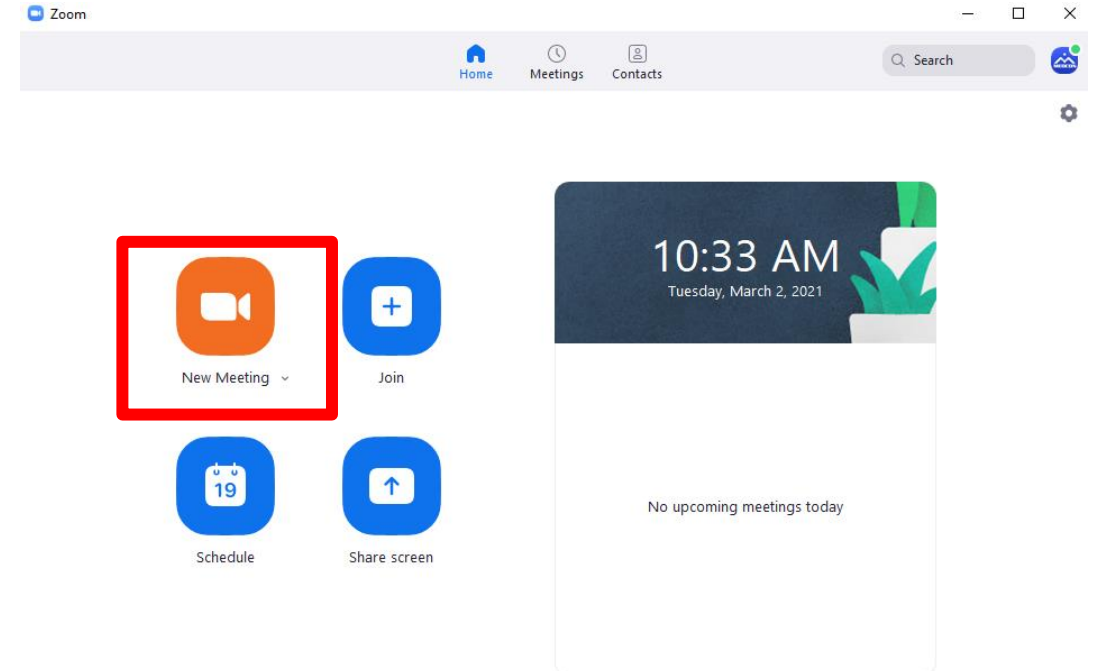 Zoom
Home
Meetings
Contacts
Search
10:33 AM
Tuesday, March 2, 2021
New Meeting
Join
19
Schedule
Share screen
No upcoming meetings today